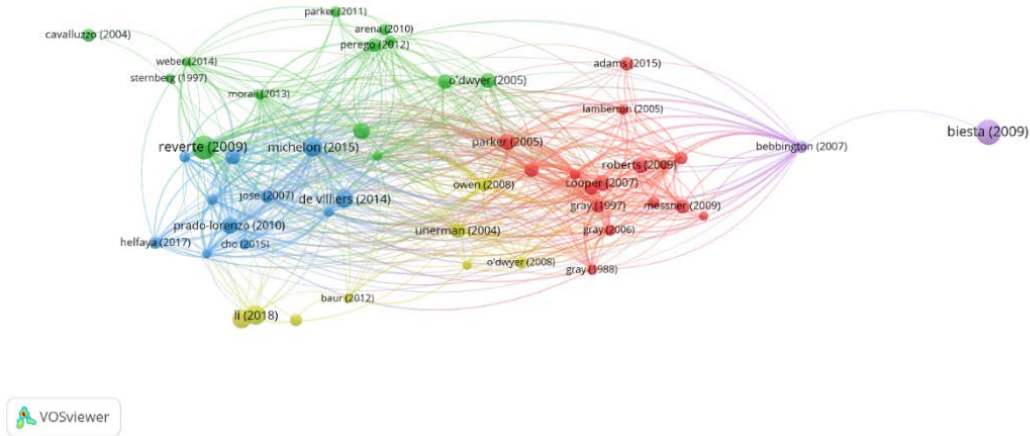 parker (2011)
cavalluzzo (2004)
arena (2010)
perego (2012)
weber (2014)
adams (2015)
sternberg (1997)
o'dwyer (2005)
morali (2013)
lamberton (2005)
biesta (2009)
parker (2005)
reverte (2009)
michelon (2015)
bebbington (2007)
roberts (2009)
owen (2008)
cooper (2007)
jose (2007)
de villiers (2014)
gray (1997)
messner (2009)
prado-lorenzo (2010)
unerman (2004)
gray (2006)
helfaya (2017)
cho (2015)
o'dwyer (2008)
gray (1988)
baur (2012)
li (2018)
VOSviewer